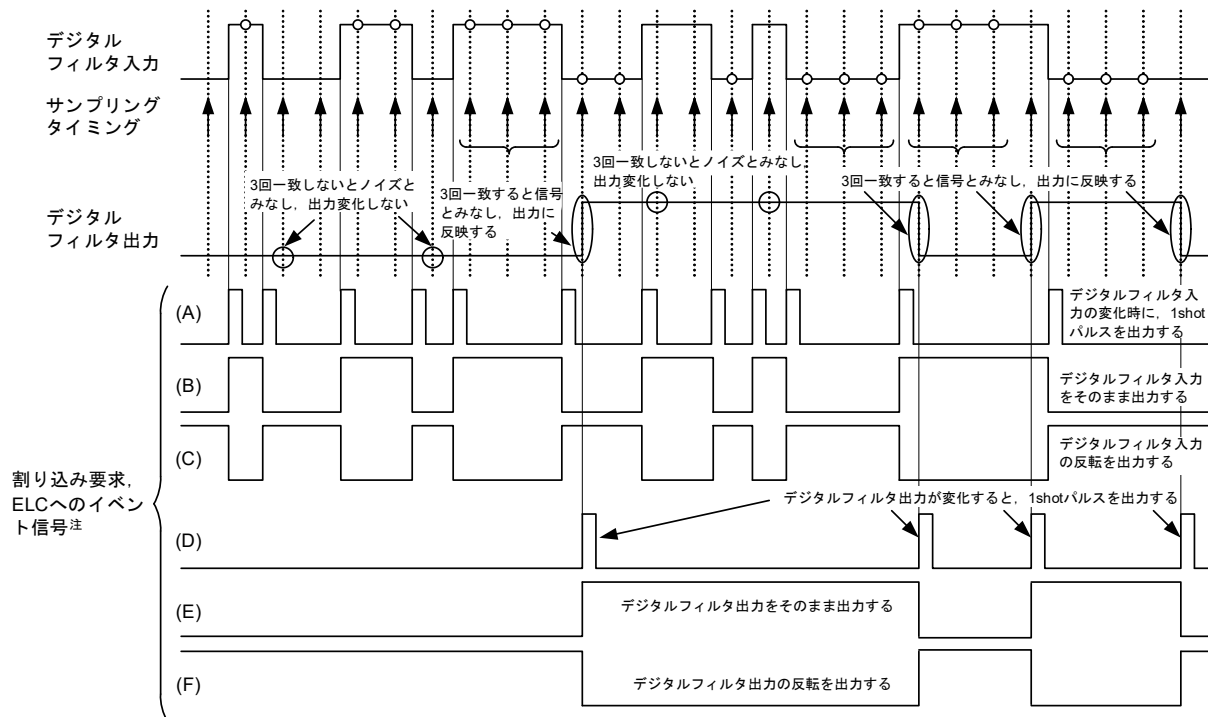 デジタル
フィルタ入力
サンプリング
タイミング
3回一致しないとノイズと
みなし，出力変化しない
3回一致すると信号
とみなし，出力に
反映する
3回一致しないとノイズとみなし，
出力変化しない
3回一致すると信号とみなし，出力に反映する
デジタル
フィルタ出力
(A)
デジタルフィルタ入
力の変化時に，1shot
パルスを出力する
(B)
デジタルフィルタ入力
をそのまま出力する
(C)
デジタルフィルタ入力
の反転を出力する
割り込み要求，
ELCへのイベン
ト信号注
デジタルフィルタ出力が変化すると，1shotパルスを出力する
(D)
(E)
デジタルフィルタ出力をそのまま出力する
(F)
デジタルフィルタ出力の反転を出力する